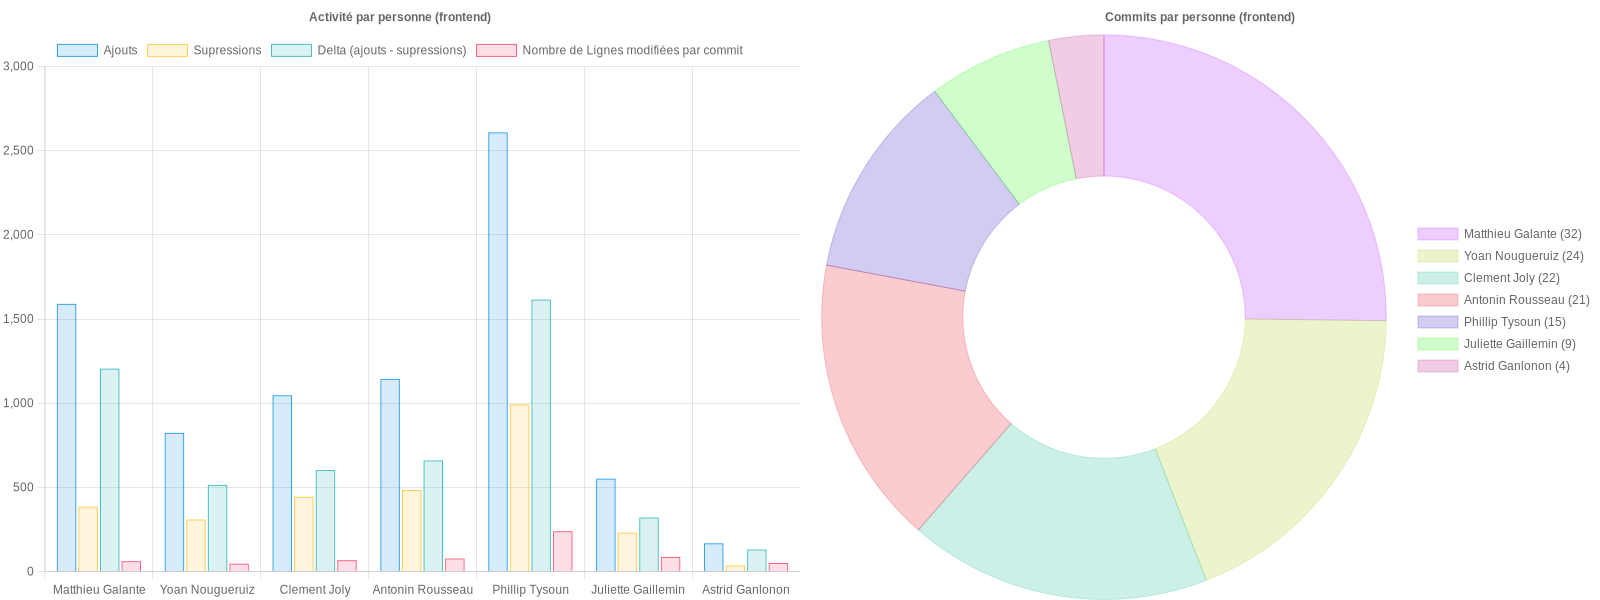 Activité par personne (frontend)
Ajouts Supressions Delta (ajouts - supressions) Nombre de Lignes modifiées par commit
3,000
2,500
2,000
1,500
1,000
500
0
Matthieu Galante Yoan Nougueruiz Clement Joly Antonin Rousseau Phillip Tysoun Juliette Gaillemin Astrid Ganlonon
Commits par personne (frontend)
Matthieu Galante (32)
Yoan Nougueruiz (24)
Clement Joly (22)
Antonin Rousseau (21)
Phillip Tysoun (15)
Juliette Gaillemin (9)
Astrid Ganlonon (4)